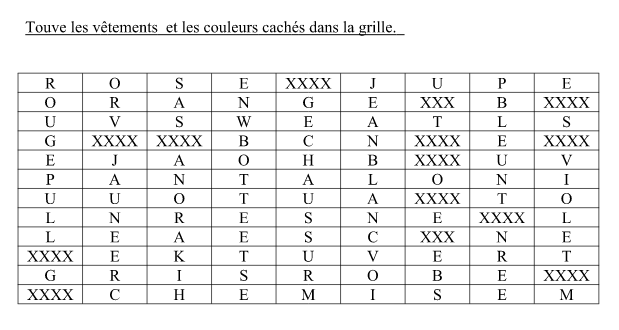 Touve les vêtements et les couleurs cachés dans la grille.
R O S E XXXX J U P E
O R A N G E XXX B XXXX
U V S W E A T L S
G XXXX XXXX B C N XXXX E XXXX
E J A O H B XXXX U V
P A N T A L O N I
U U O T U A XXXX T O
L N R E S N E XXXX L
L E A E S C XXX N E
XXXX E K T U V E R T
G R I S R O B E XXXX
XXXX C H E M I S E M